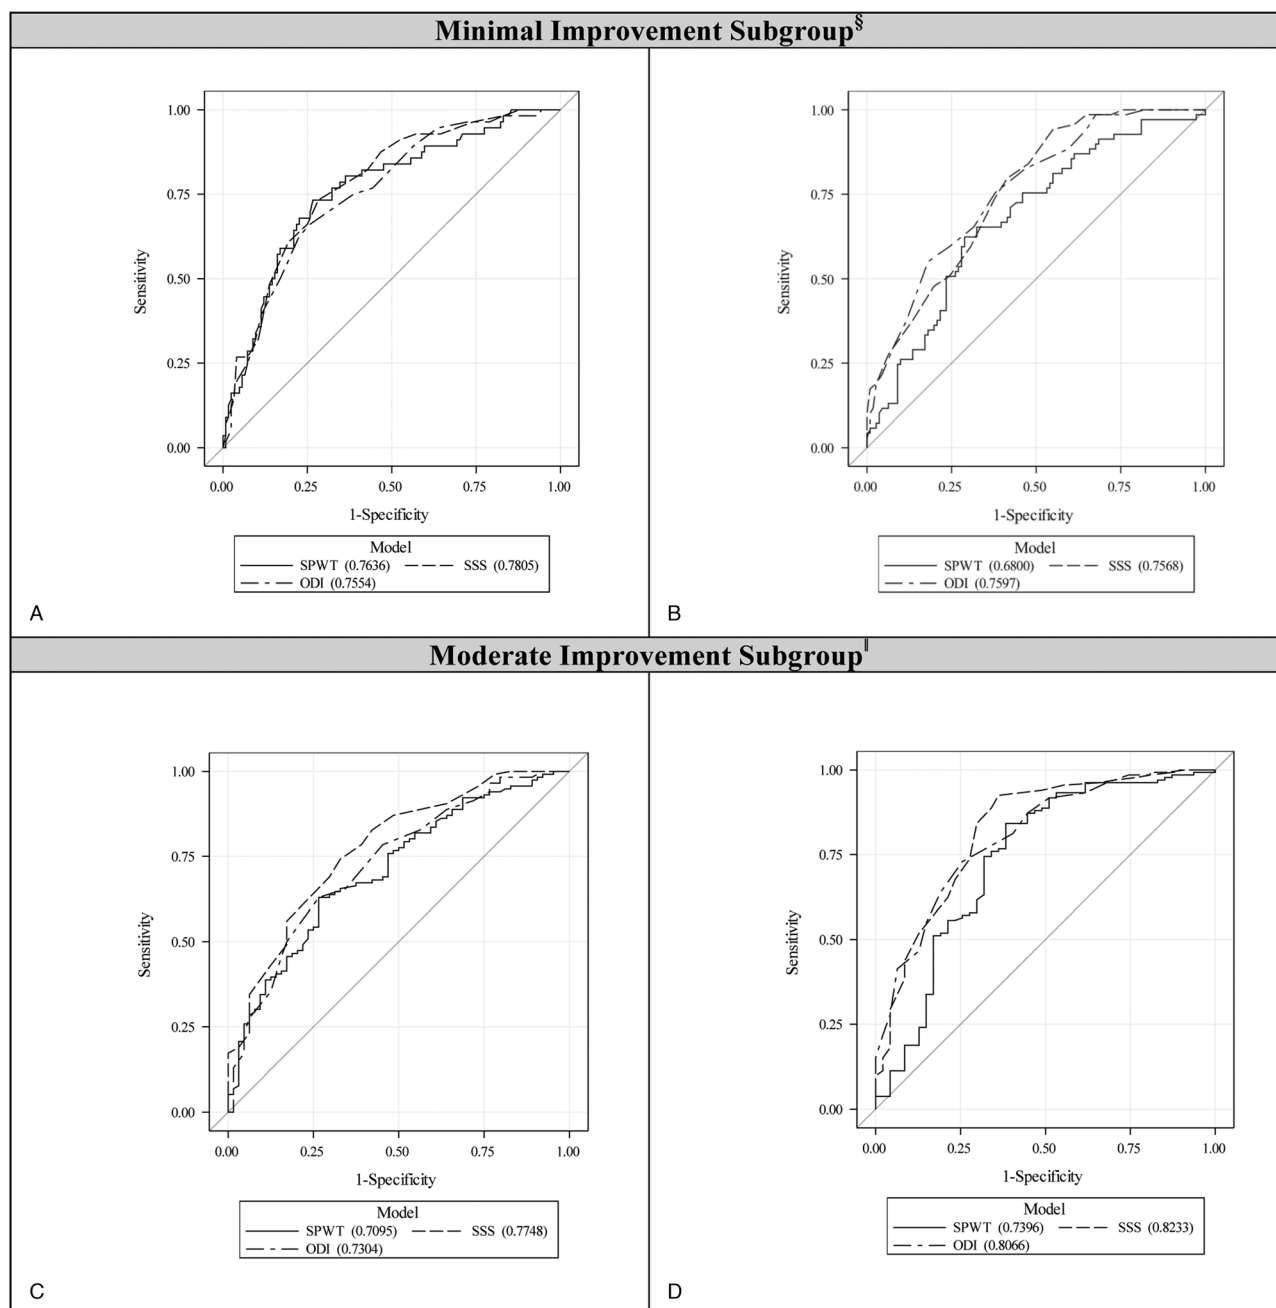 Minimal Improvement Subgroup§
1.00
0.75
0.50
0.25
0.00
Sensitivity
0.00 0.25 0.50 0.75 1.00
1-Specificity
Model
SPWT (0.7636) SSS (0.7805)
ODI (0.7554)
A
1.00
0.75
0.50
0.25
0.00
Sensitivity
0.00 0.25 0.50 0.75 1.00
1-Specificity
Model
SPWT (0.6800) SSS (0.7568)
ODI (0.7597)
B
Moderate Improvement Subgroup‖
1.00
0.75
0.50
0.25
0.00
Sensitivity
0.00 0.25 0.50 0.75 1.00
1-Specificity
Model
SPWT (0.7095) SSS (0.7748)
ODI (0.7304)
C
1.00
0.75
0.50
0.25
0.00
Sensitivity
0.00 0.25 0.50 0.75 1.00
1-Specificity
Model
SPWT (0.7396) SSS (0.8233)
ODI (0.8066)
D